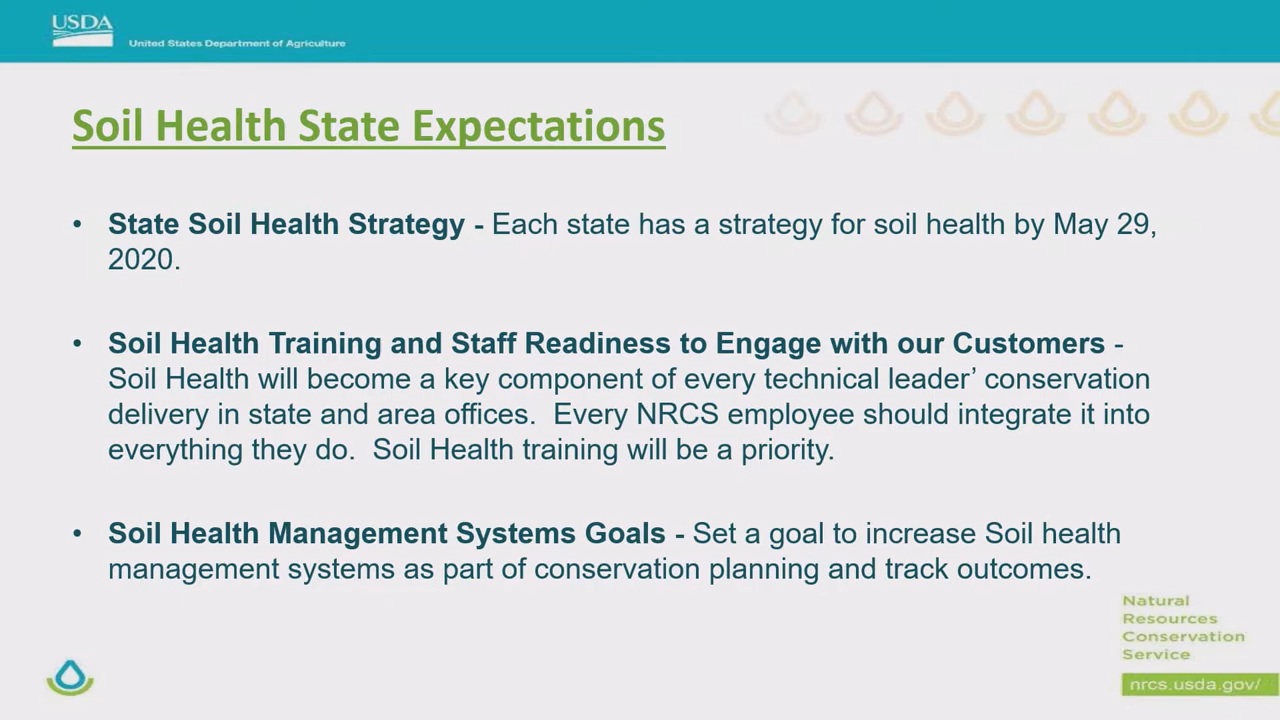 USDA
United States Department of Agriculture
Soil Health State Expectations
• State Soil Health Strategy - Each state has a strategy for soil health by May 29,
2020.
• Soil Health Training and Staff Readiness to Engage with our Customers -
Soil Health will become a key component of every technical leader’ conservation
delivery in state and area offices.  Every NRCS employee should integrate it into
everything they do.  Soil Health training will be a priority.
• Soil Health Management Systems Goals - Set a goal to increase Soil health
management systems as part of conservation planning and track outcomes.
Natural
Resources
Conservation
Service
nrcs.usda.gov/